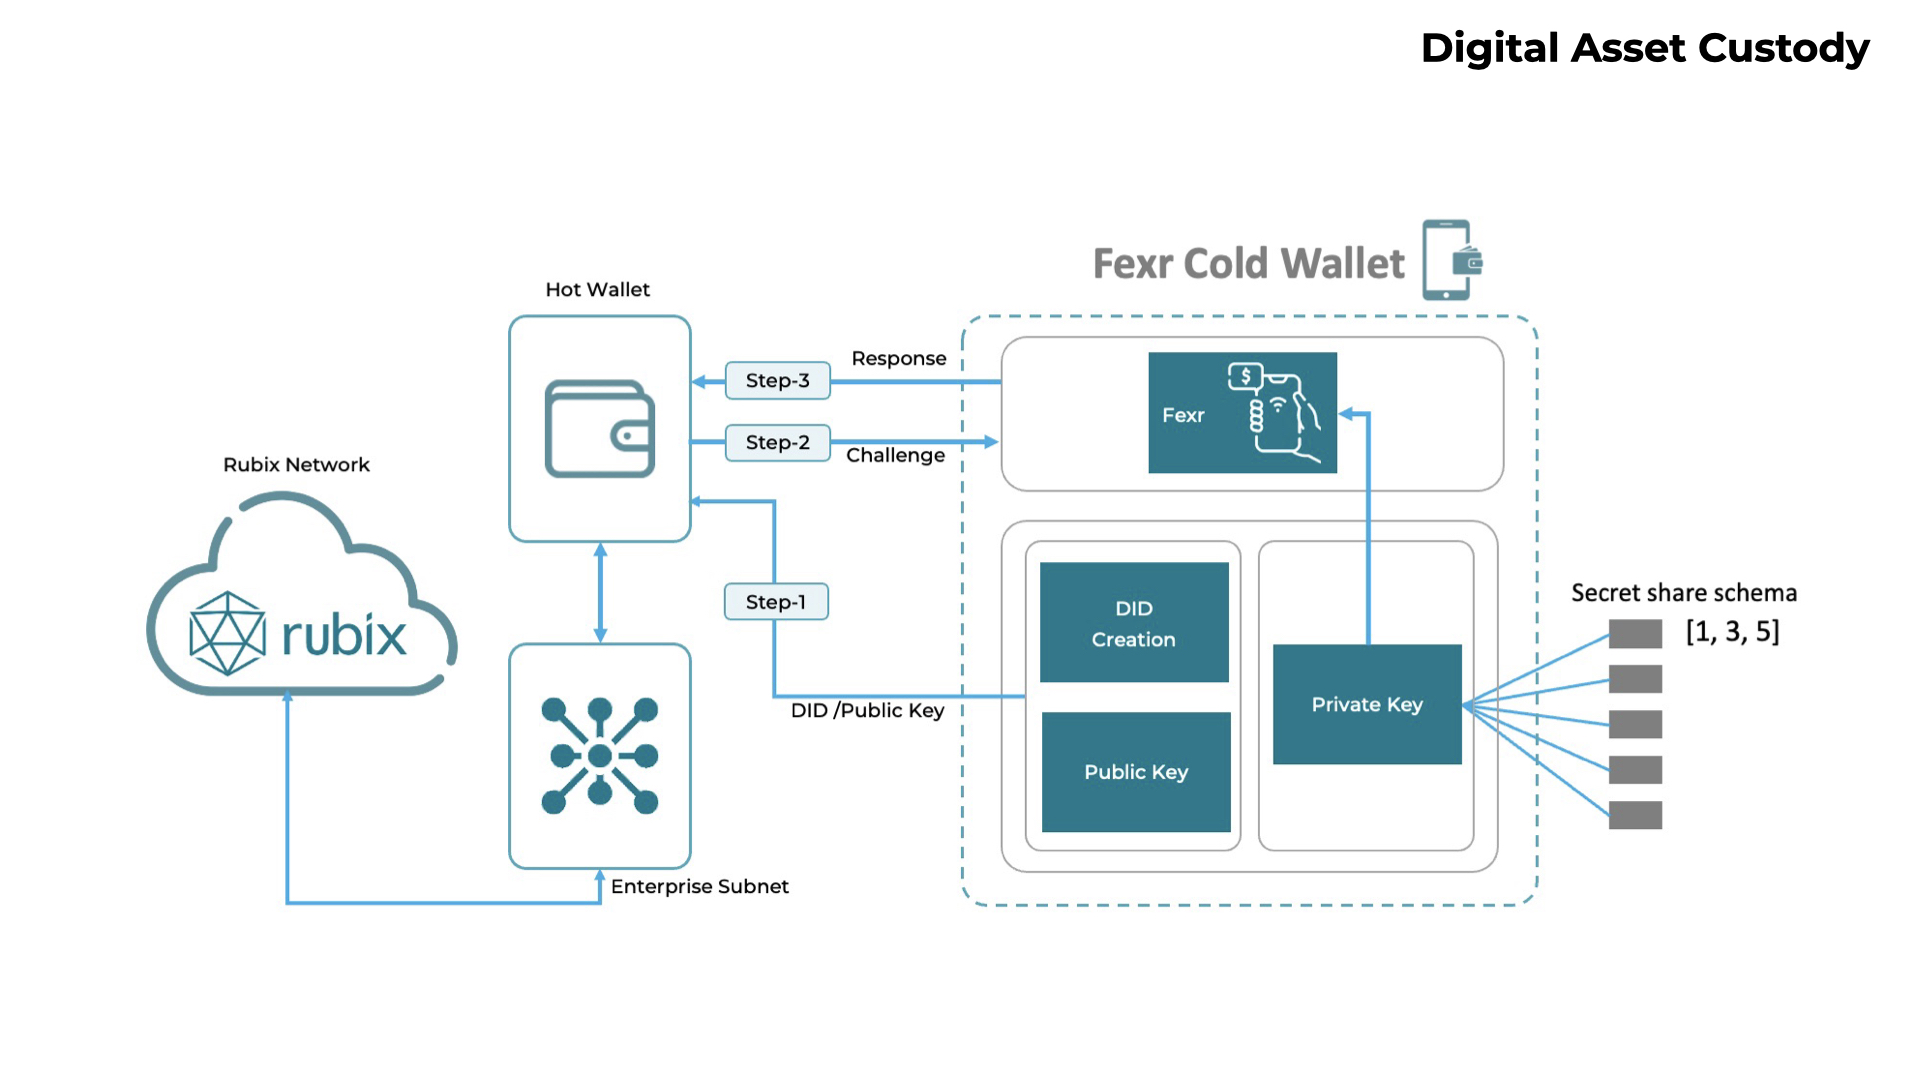 Digital Asset Custody
Fexr Cold Wallet
Hot Wallet
Response
Step-3
Step-2
Challenge
$
Fexr
Rubix Network
rubix
Step-1
DID /Public Key
DID
Creation
Public Key
Private Key
Secret share schema
[1, 3, 5]
Enterprise Subnet